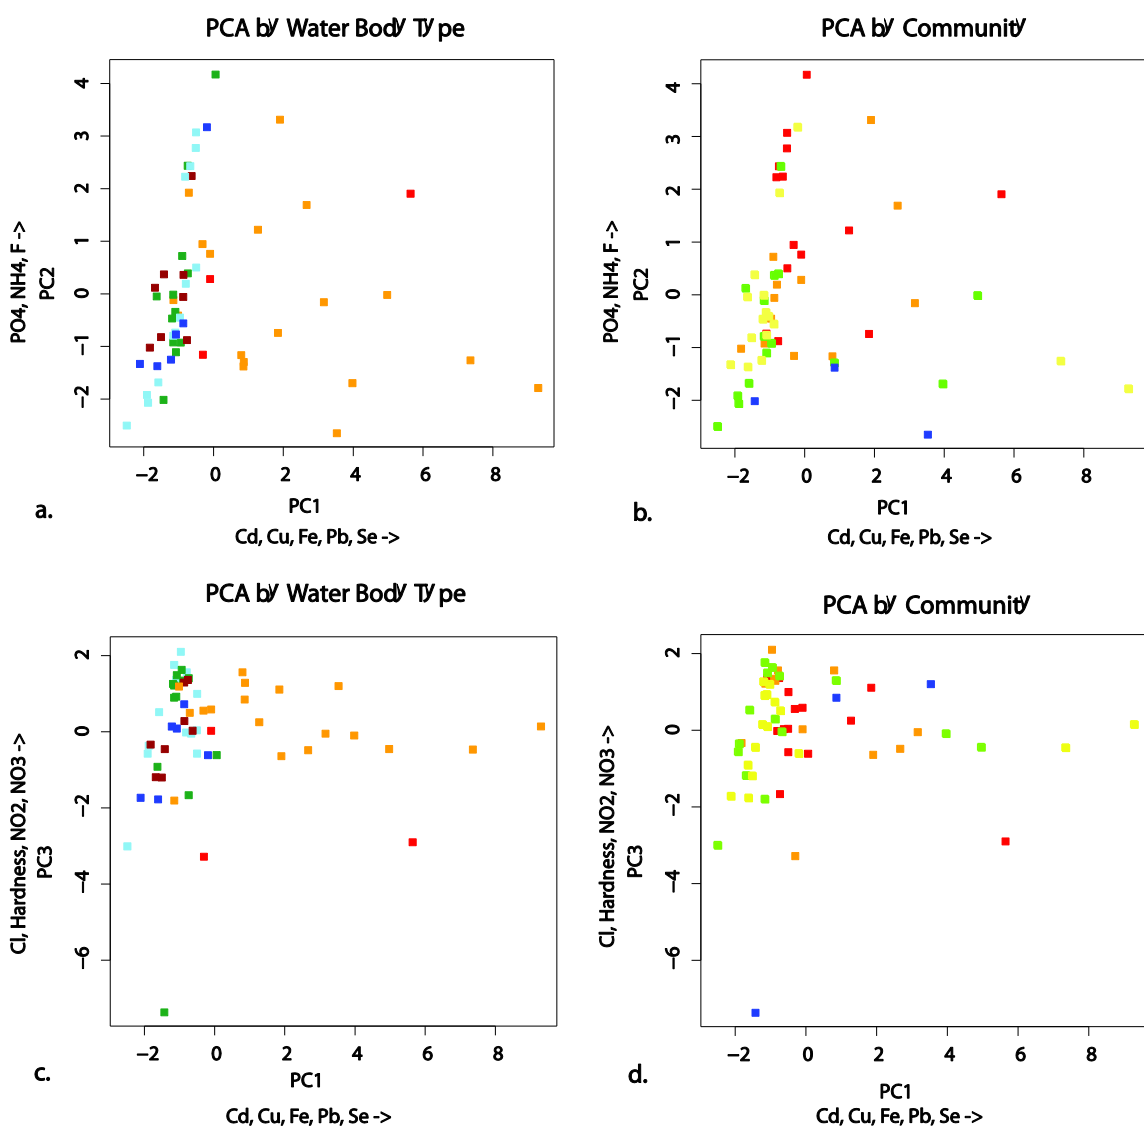 PCA by Water Body Type
PCA by Community
4
3
2
1
0
−2
PO4, NH4, F ->
PC2
−2
0
2
4
6
8
PC1
Cd, Cu, Fe, Pb, Se ->
a.
4
3
2
1
0
−1
−2
PO4, NH4, F ->
PC2
−2
0
2
4
6
8
PC1
Cd, Cu, Fe, Pb, Se ->
b.
PCA by Water Body Type
PCA by Community
2
0
−2
−4
−6
Cl, Hardness, NO2, NO3 ->
PC3
−2
0
2
4
6
8
PC1
Cd, Cu, Fe, Pb, Se ->
c.
2
0
−2
−4
−6
Cl, Hardness, NO2, NO3 ->
PC3
−2
0
2
4
6
8
PC1
Cd, Cu, Fe, Pb, Se ->
d.